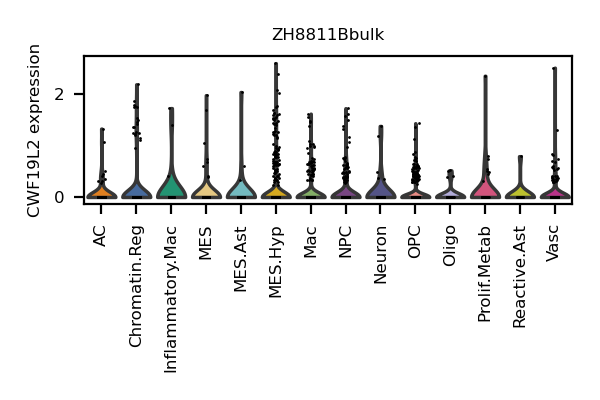 ZH8811Bbulk
CWF19L2 expression
2
0
AC
Chromatin.Reg
Inflammatory.Mac
MES
MES.Ast
MES.Hyp
Mac
NPC
Neuron
OPC
Oligo
Prolif.Metab
Reactive.Ast
Vasc